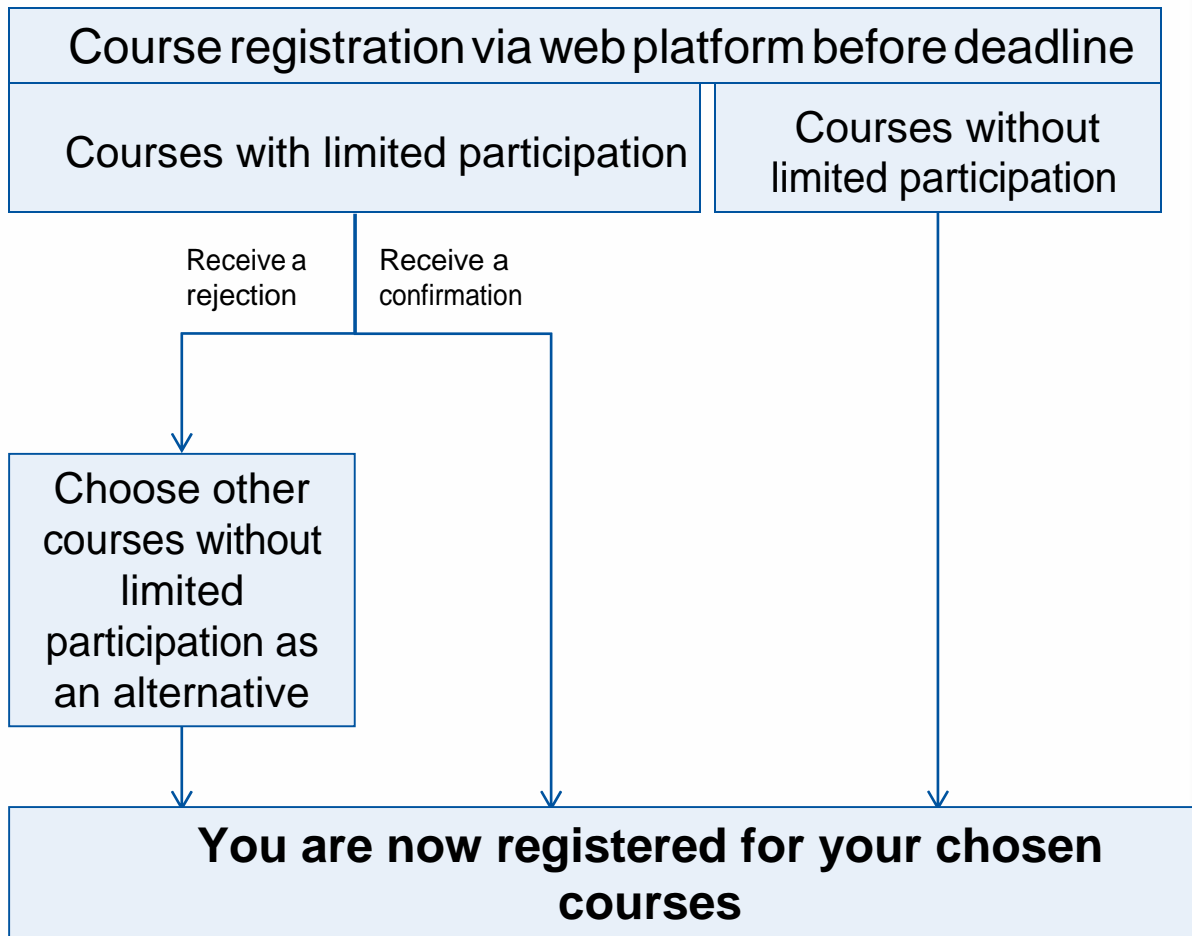 Course registration via web platform before deadline
Courses with limited participation
Courses without
limited participation
Receive a
rejection
Receive a
confirmation
Choose other
courses without
limited
participation as
an alternative
You are now registered for your chosen
courses